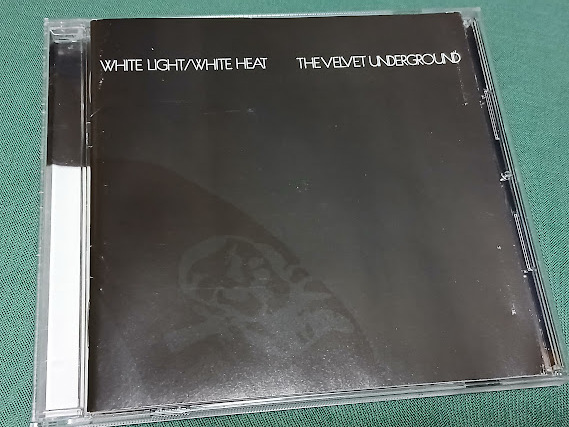 WHITE LIGHT/WHITE HEAT THE VELVET UNDERGROUND